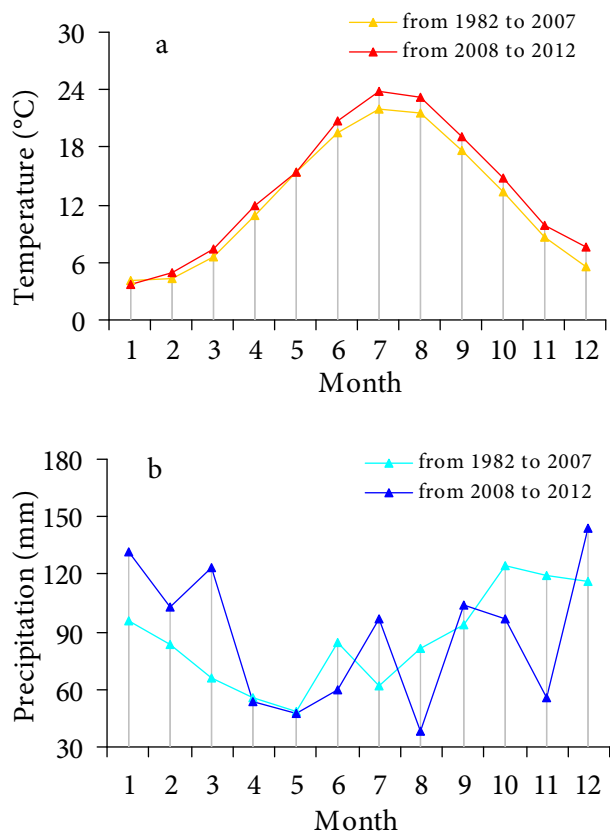 a
from 1982 to 2007
from 2008 to 2012
Temperature (°C)
30
24
18
12
6
0
1 2 3 4 5 6 7 8 9 10 11 12
Month
b
from 1982 to 2007
from 2008 to 2012
Precipitation (mm)
180
150
120
90
60
30
1 2 3 4 5 6 7 8 9 10 11 12
Month